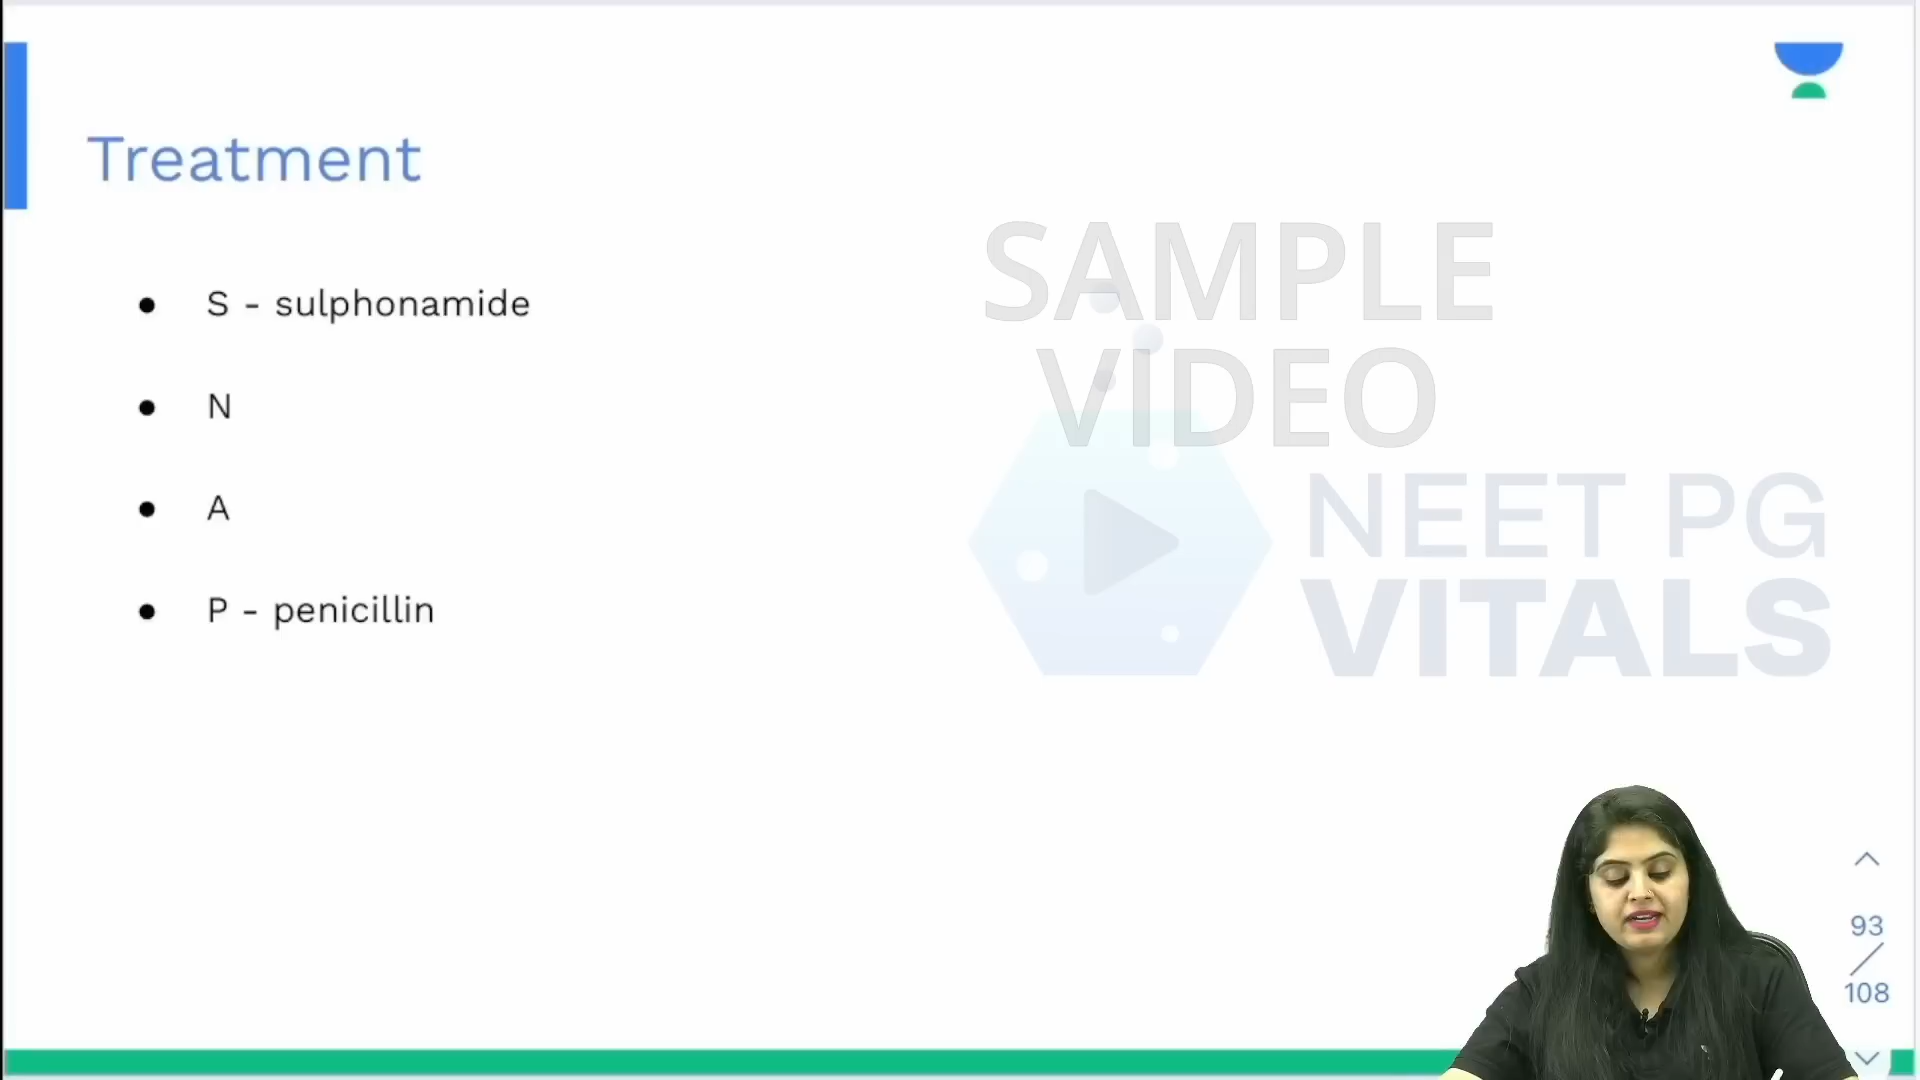 Treatment
SAMPLE
VIDEO
● S - sulphonamide
● N
● A
● P - penicillin
NEET PG
VITALS
93
108